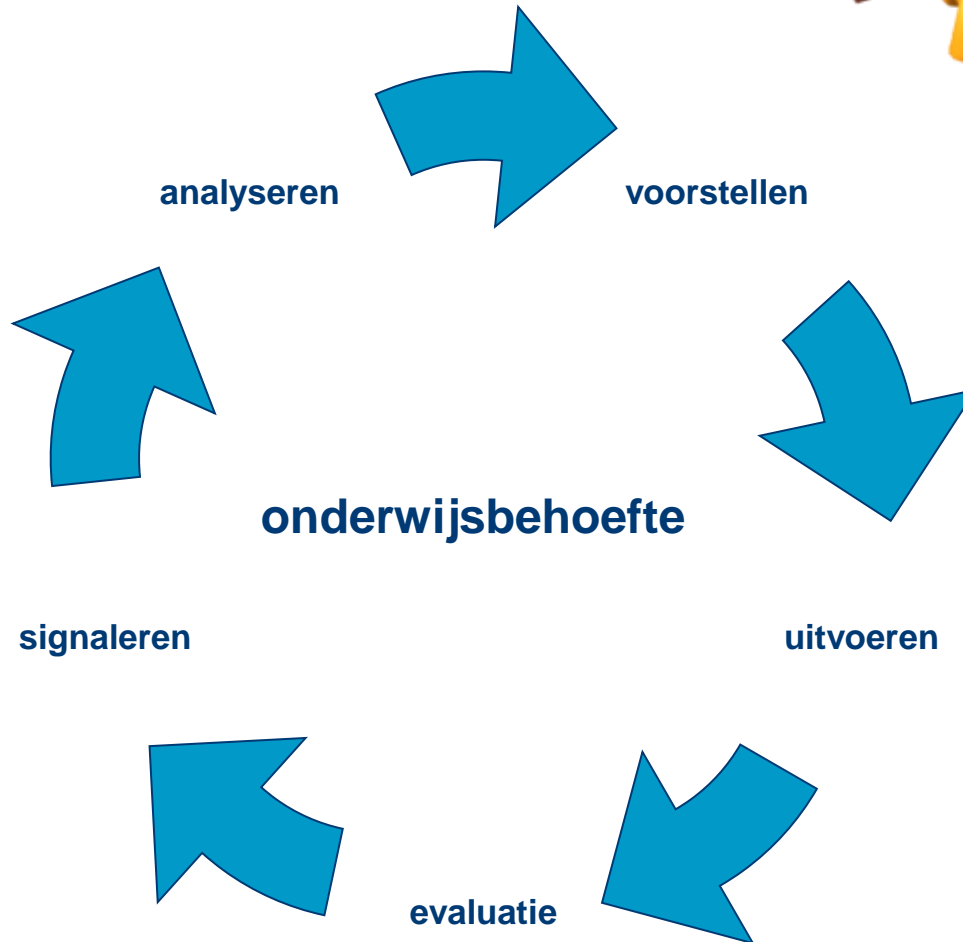 analyseren
voorstellen
onderwijsbehoefte
signaleren
uitvoeren
evaluatie